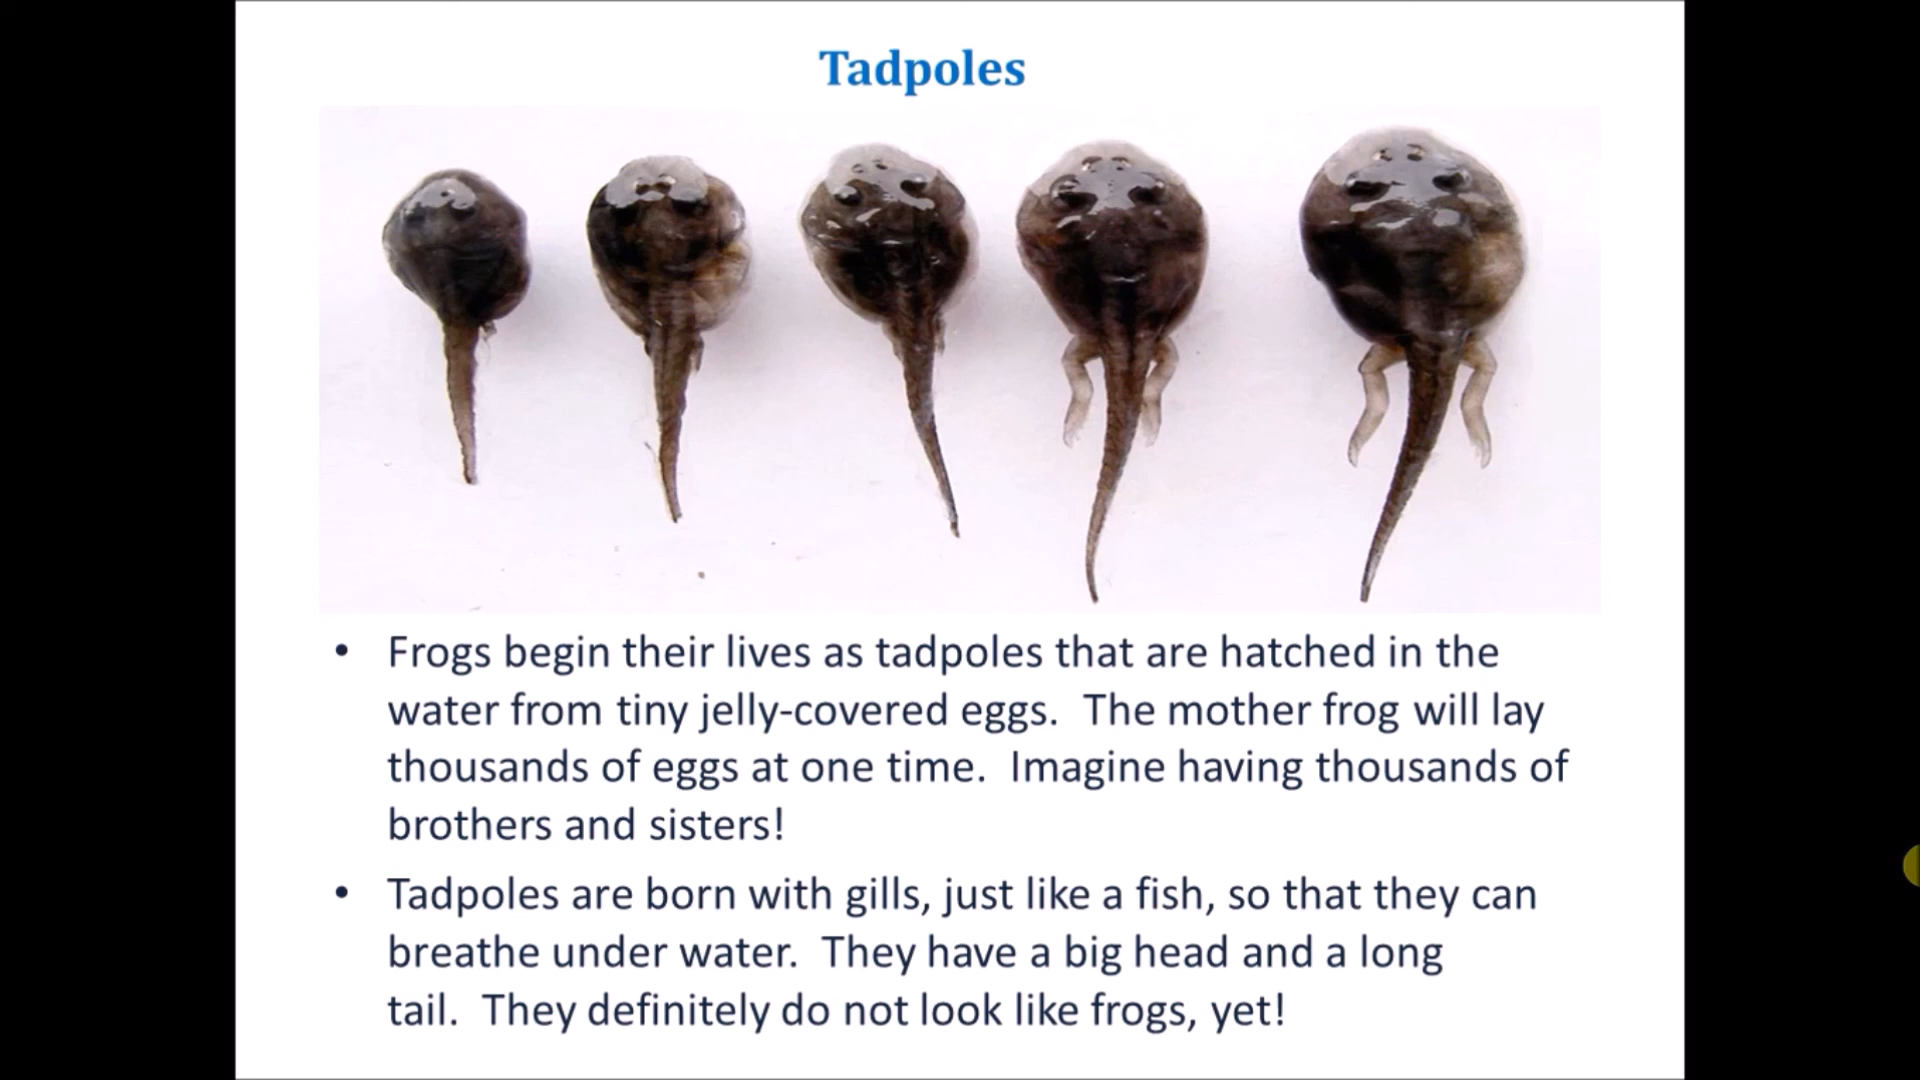 Tadpoles
• Frogs begin their lives as tadpoles that are hatched in the
water from tiny jelly-covered eggs.  The mother frog will lay
thousands of eggs at one time.  Imagine having thousands of
brothers and sisters!
• Tadpoles are born with gills, just like a fish, so that they can
breathe under water.  They have a big head and a long
tail.  They definitely do not look like frogs, yet!